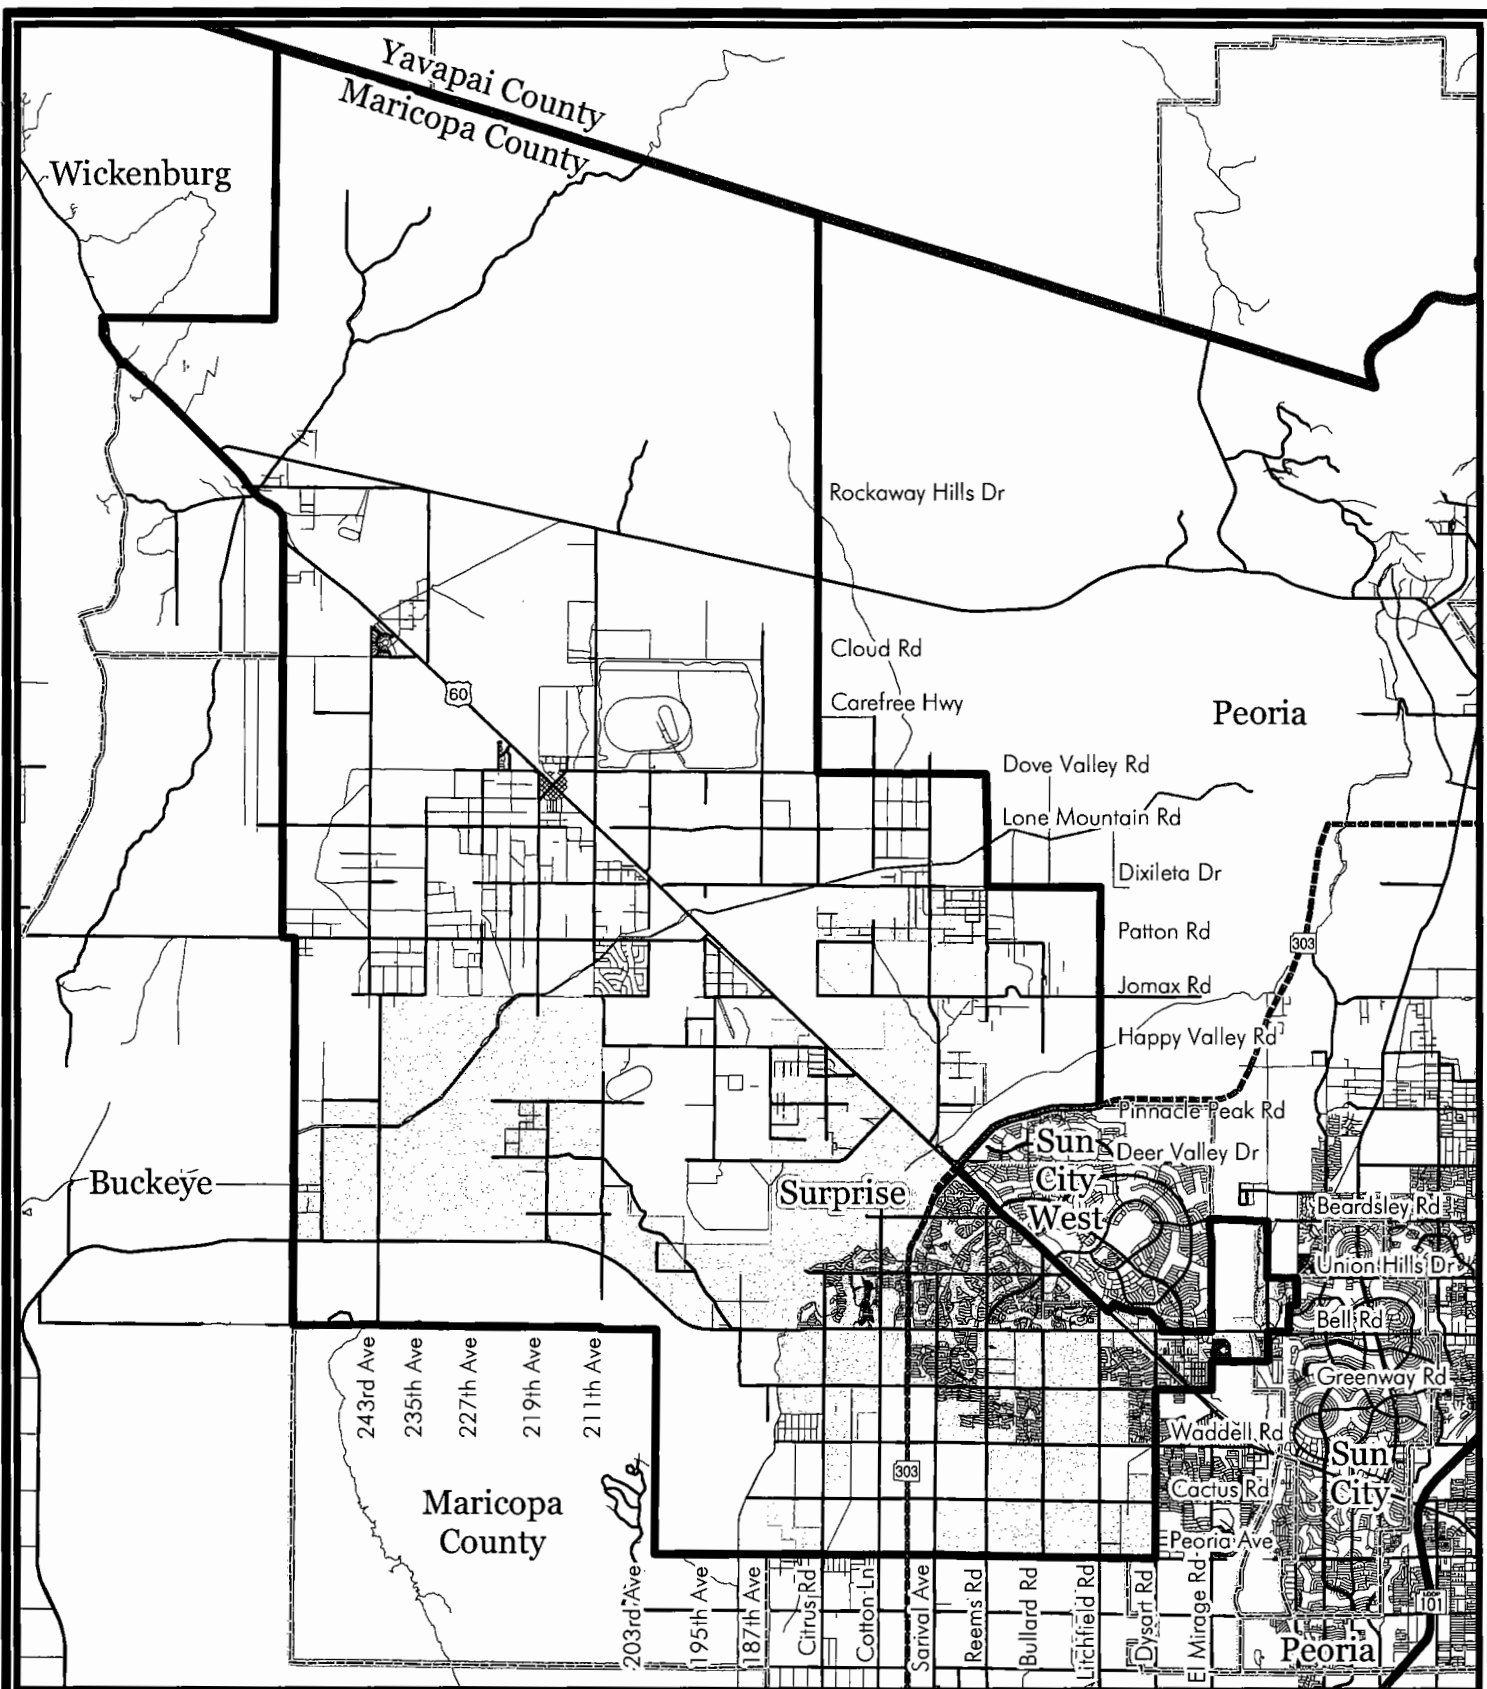 Yavapai County
Maricopa County
Wickenburg
Rockaway Hills Dr
Cloud Rd
60
Carefree Hwy
Peoria
Dove Valley Rd
Lone Mountain Rd
Dixileta Dr
Patton Rd
303
Jomax Rd
Happy Valley Rd
Pinnacle Peak Rd
Sun
City
West
Deer Valley Dr
Buckeye
Surprise
Beardsley Rd
Union Hills Dr
Bell Rd
243rd Ave
235th Ave
227th Ave
219th Ave
211th Ave
Greenway Rd
Waddell Rd
Sun
City
303
Cactus Rd
Maricopa
County
Peoria Ave
203rd Ave
195th Ave
187th Ave
Citrus Rd
Cotton Ln
Sarival Ave
Reems Rd
Bullard Rd
Litchfield Rd
Dysart Rd
El Mirage Rd
LOOP
101
Peoria